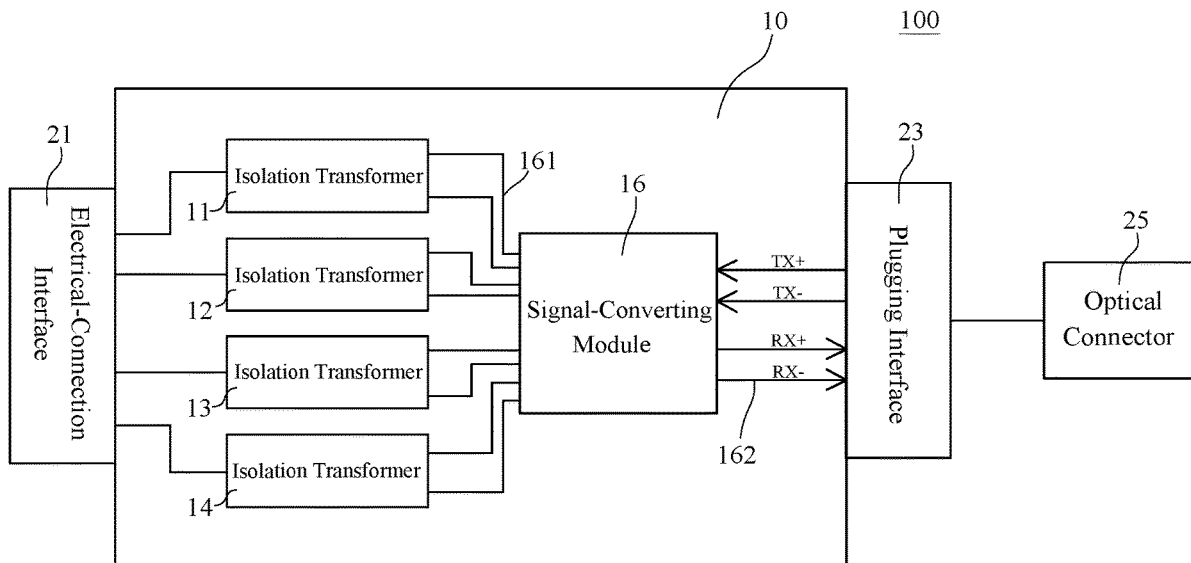 100
10
21
Electrical-Connection
Interface
Isolation Transformer
11
161
Isolation Transformer
12
Isolation Transformer
13
Isolation Transformer
14
16
Signal-Converting
Module
TX+
TX-
RX+
RX-
162
23
Plugging Interface
25
Optical
Connector